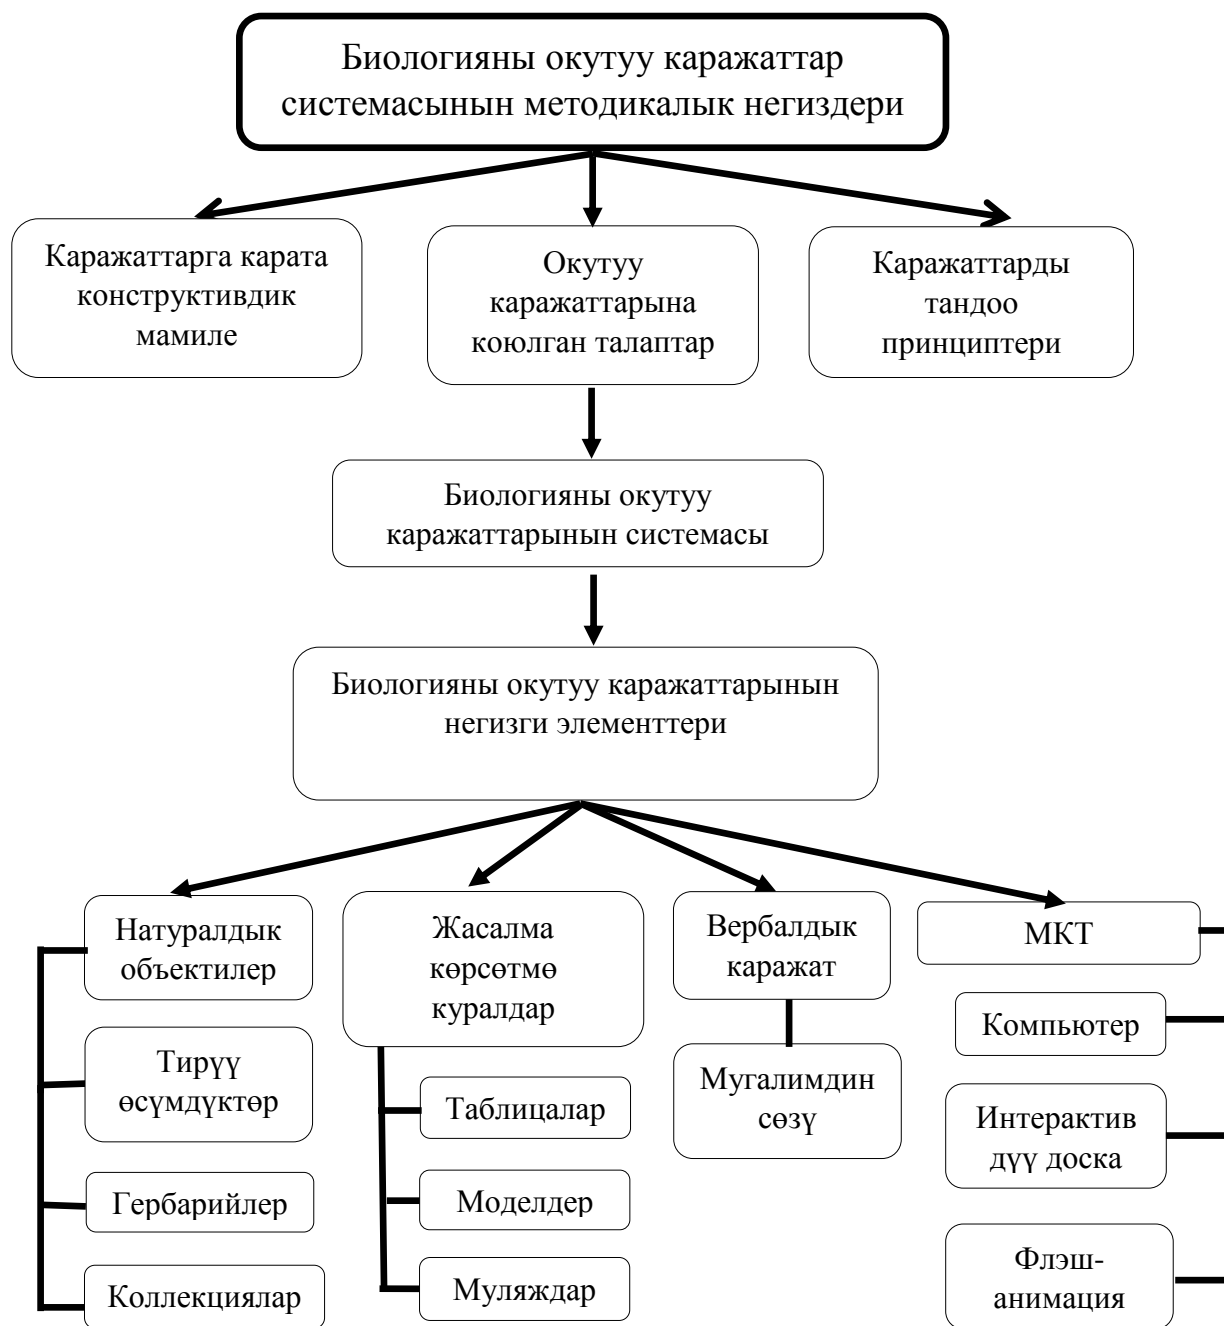 Биологияны окутуу каражаттар
системасынын методикалык негиздери
Каражаттарга карата
конструктивдик
мамиле
Окутуу
каражаттарына
коюлган талаптар
Каражаттарды
тандоо
принциптери
Биологияны окутуу
каражаттарынын системасы
Биологияны окутуу каражаттарынын
негизги элементтери
Натуралдык
объектилер
Тирүү
өсүмдүктөр
Гербарийлер
Коллекциялар
Жасалма
көрсөтмө
куралдар
Таблицалар
Моделдер
Муляждар
Вербалдык
каражат
Мугалимдин
сөзү
МКТ
Компьютер
Интерактив
дүү доска
Флэш-
анимация